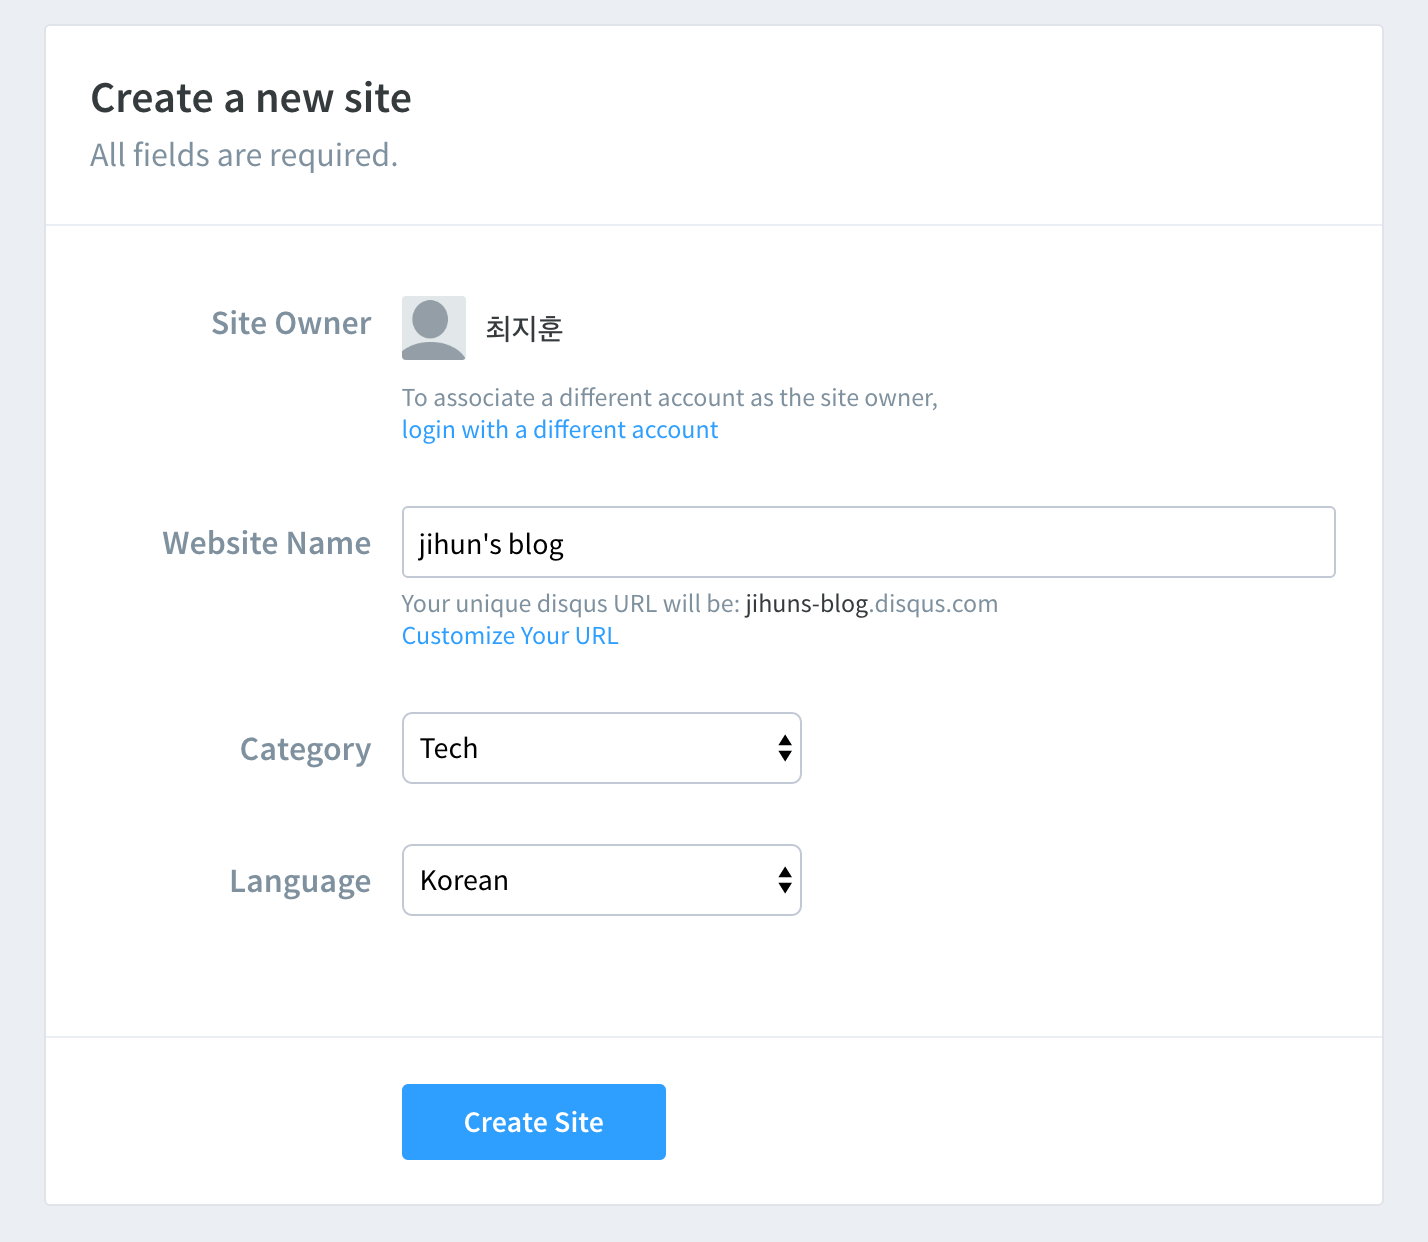 Create a new site
All fields are required.
Site Owner
최지훈
To associate a different account as the site owner,
login with a different account
Website Name
jihun's blog
Your unique disqus URL will be: jihuns-blog.disqus.com
Customize Your URL
Category
Tech
Language
Korean
Create Site